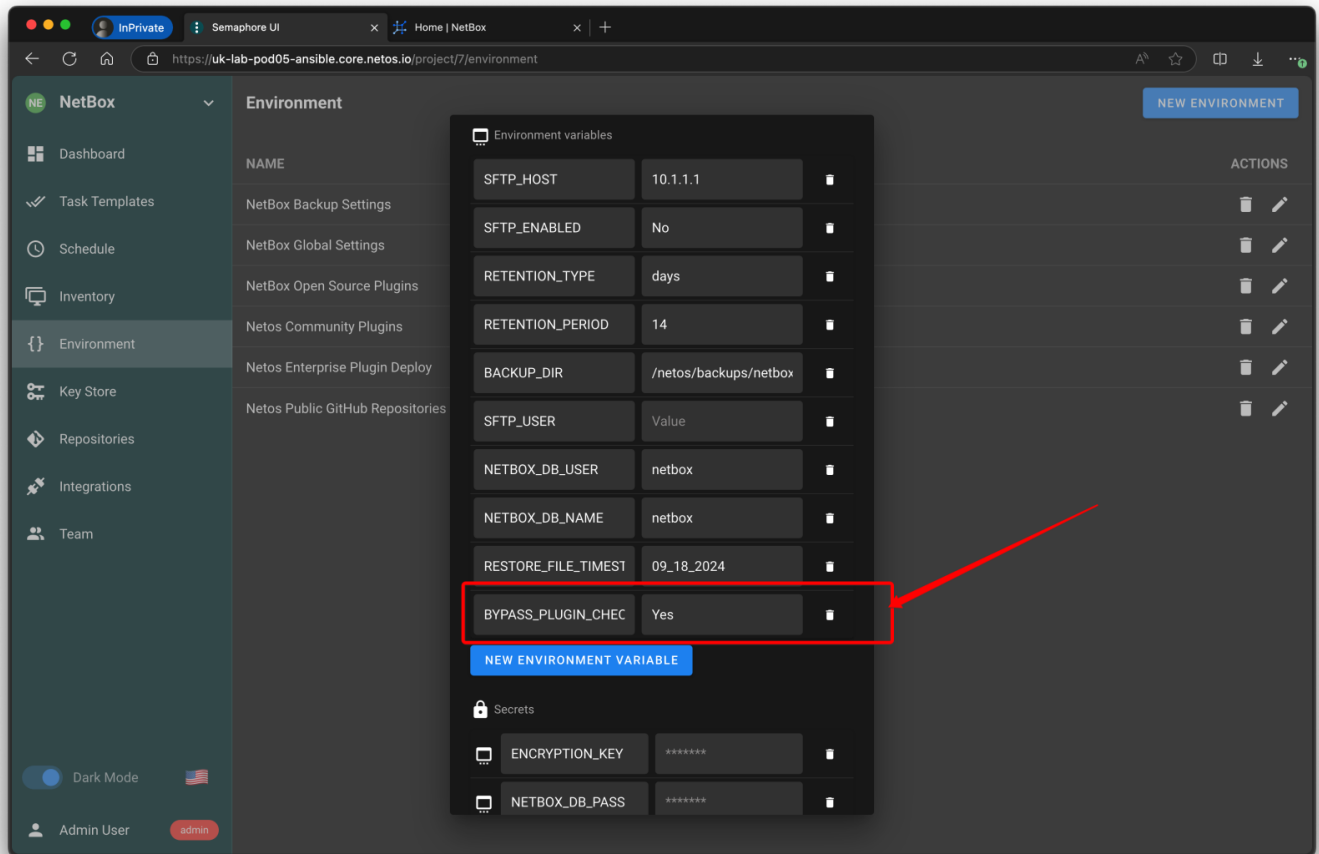 InPrivate
Semaphore UI
Home | NetBox
https://uk-lab-pod05-ansible.core.netos.io/project/7/environment
NE
NetBox
Dashboard
Task Templates
Schedule
Inventory
Environment
Key Store
Repositories
Integrations
Team
Dark Mode
Admin User
admin
Environment
NEW ENVIRONMENT
NAME
ACTIONS
NetBox Backup Settings
NetBox Global Settings
NetBox Open Source Plugins
Netos Community Plugins
Netos Enterprise Plugin Deploy
Netos Public GitHub Repositories
Environment variables
SFTP_HOST 10.1.1.1
SFTP_ENABLED No
RETENTION_TYPE days
RETENTION_PERIOD 14
BACKUP_DIR /netos/backups/netbox
SFTP_USER Value
NETBOX_DB_USER netbox
NETBOX_DB_NAME netbox
RESTORE_FILE_TIMEST 09_18_2024
BYPASS_PLUGIN_CHEC Yes
NEW ENVIRONMENT VARIABLE
Secrets
ENCRYPTION_KEY *******
NETBOX_DB_PASS *******